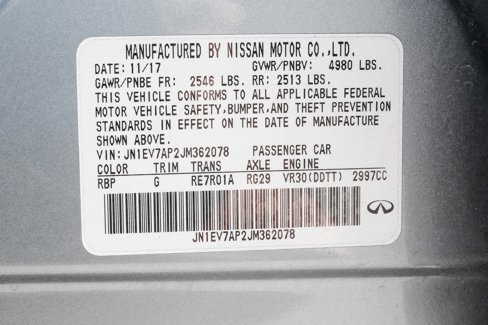 MANUFACTURED BY NISSAN MOTOR CO.,LTD.
DATE: 11/17 GVWR/PNBV: 4980 LBS.
GAWR/PNBE FR: 2546 LBS. RR: 2513 LBS.
THIS VEHICLE CONFORMS TO ALL APPLICABLE FEDERAL
MOTOR VEHICLE SAFETY,BUMPER,AND THEFT PREVENTION
STANDARDS IN EFFECT ON THE DATE OF MANUFACTURE
SHOWN ABOVE.
VIN: JN1EV7AP2JM362078 PASSENGER CAR
COLOR TRIM TRANS AXLE ENGINE
RBP G RE7R01A RG29 VR30(DDTT) 2997CC
JN1EV7AP2JM362078